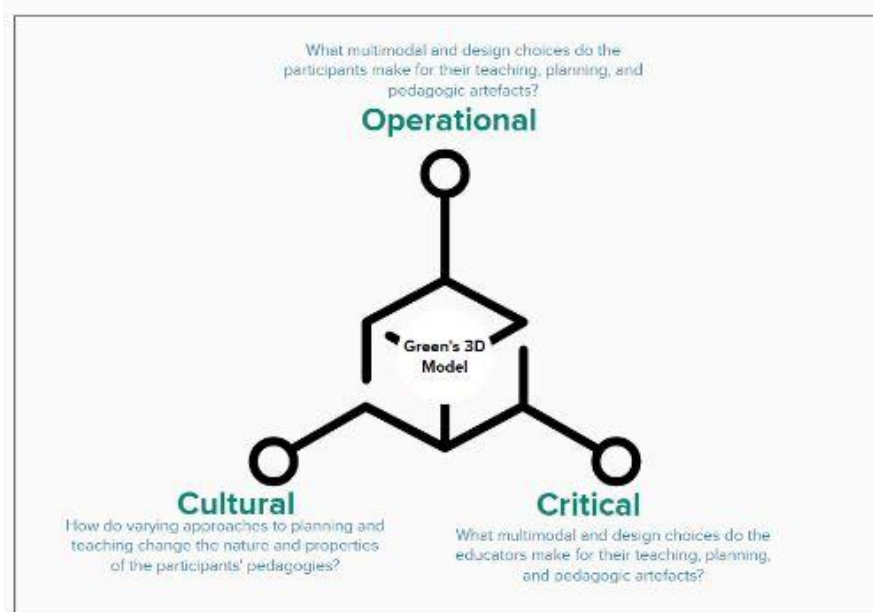 What multimodal and design choices do the
participants make for their teaching, planning, and
pedagogic artefacts?
Operational
Green's 3D
Model
Cultural
How do varying approaches to planning and
teaching change the nature and properties
of the participants' pedagogies?
Critical
What multimodal and design choices do the
educators make for their teaching, planning,
and pedagogic artefacts?